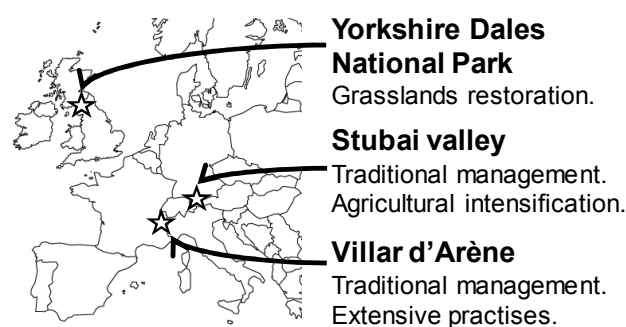 Yorkshire Dales
National Park
Grasslands restoration.
Stubai valley
Traditional management.
Agricultural intensification.
Villar d'Arène
Traditional management.
Extensive practises.